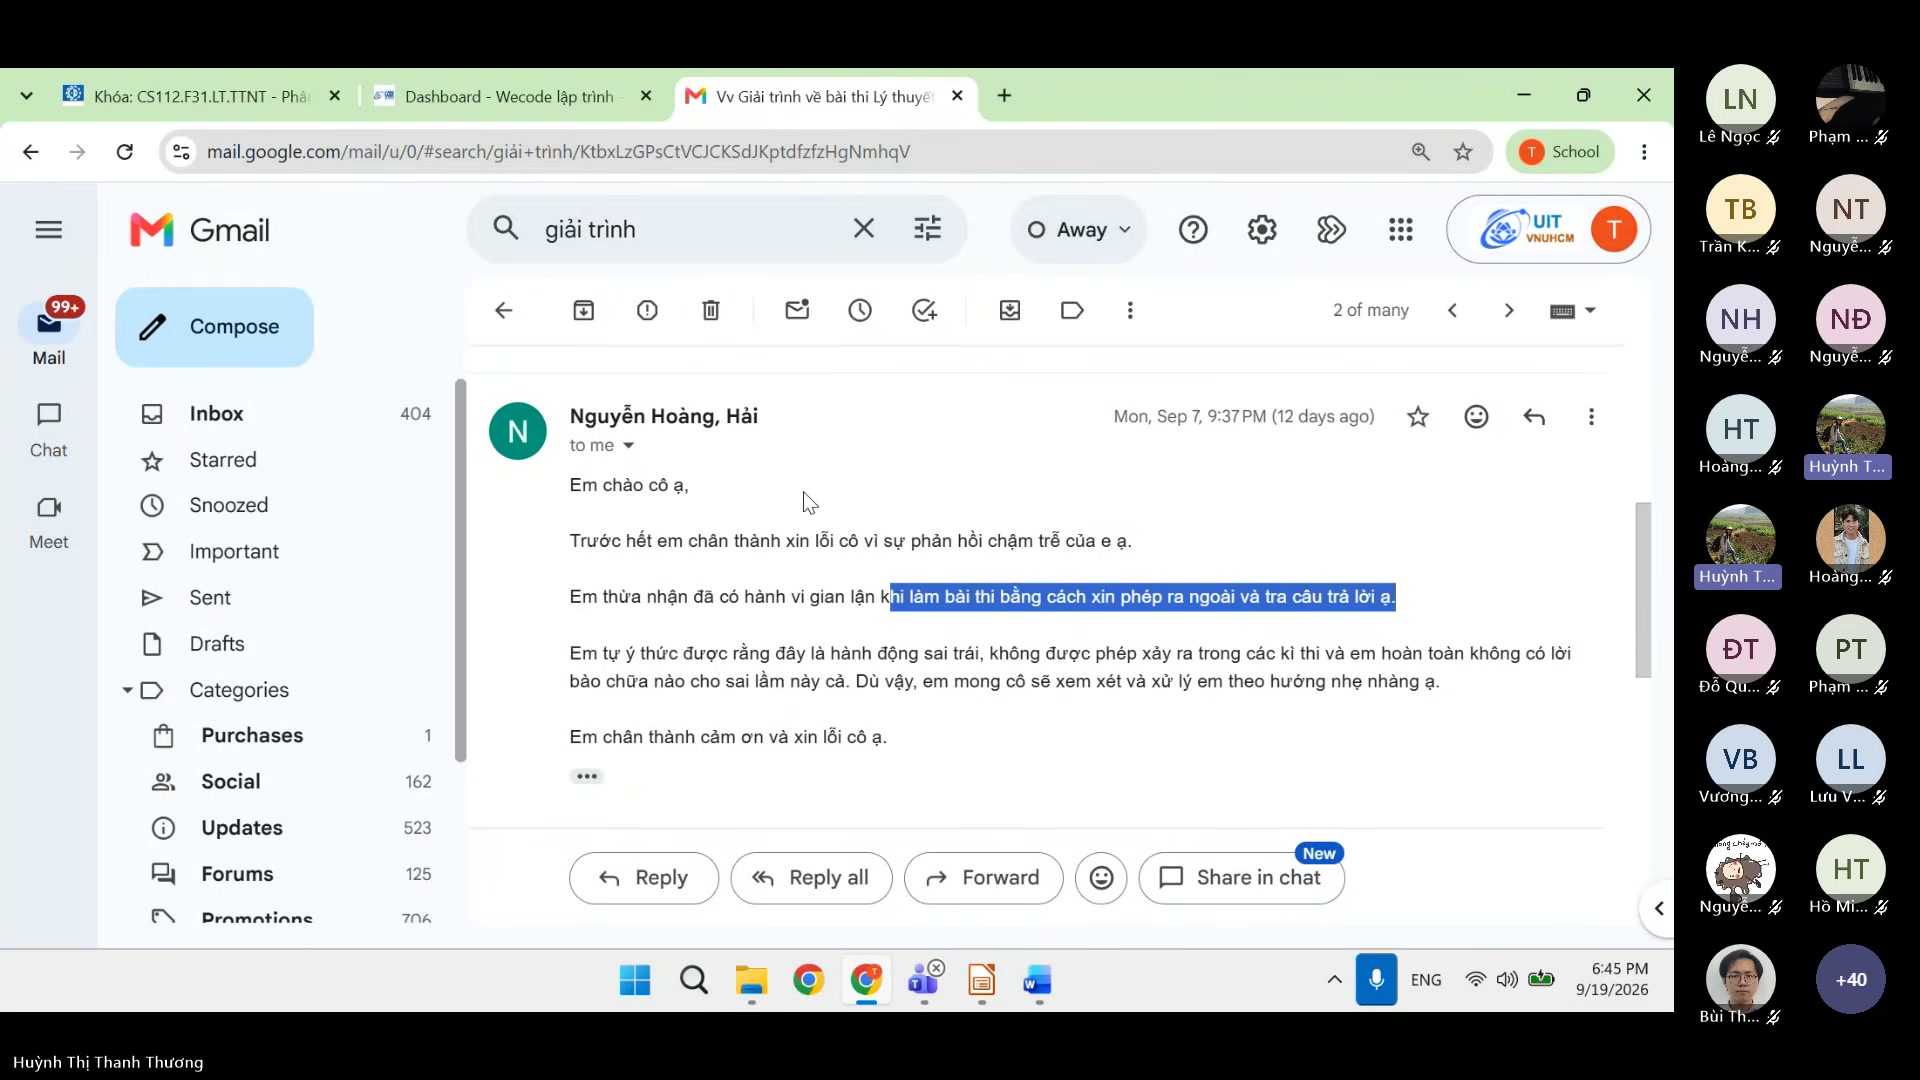 Khóa: CS112.F31.LT.TTNT - Phâ
Dashboard - Wecode lập trình -
Vv Giải trình về bài thi Lý thuyết
mail.google.com/mail/u/0/#search/giải+trình/KtbxLzGPsCtVCJCKSdJKptdfzfzHgNmhqV
T School
Gmail
giải trình
Away
UIT
VNUHCM
T
99+
Mail
Chat
Meet
Compose
Inbox 404
Starred
Snoozed
Important
Sent
Drafts
Categories
Purchases 1
Social 162
Updates 523
Forums 125
Promotions 706
2 of many
N
Nguyễn Hoàng, Hải
Mon, Sep 7, 9:37 PM (12 days ago)
to me
Em chào cô ạ,
Trước hết em chân thành xin lỗi cô vì sự phản hồi chậm trễ của e ạ.
Em thừa nhận đã có hành vi gian lận khi làm bài thi bằng cách xin phép ra ngoài và tra câu trả lời ạ.
Em tự ý thức được rằng đây là hành động sai trái, không được phép xảy ra trong các kì thi và em hoàn toàn không có lời
bào chữa nào cho sai lầm này cả. Dù vậy, em mong cô sẽ xem xét và xử lý em theo hướng nhẹ nhàng ạ.
Em chân thành cảm ơn và xin lỗi cô ạ.
Reply
Reply all
Forward
Share in chat
New
ENG
6:45 PM
9/19/2026
LN
Lê Ngọc
Phạm ...
TB
Trần K...
NT
Nguyễ...
NH
Nguyễ...
NĐ
Nguyễ...
HT
Hoàng...
Huỳnh T...
Huỳnh T...
Hoàng...
ĐT
Đỗ Qu...
PT
Phạm ...
VB
Vương...
LL
Lưu V...
Nguyễ...
HT
Hồ Mi...
Bùi Th...
+40
Huỳnh Thị Thanh Thương